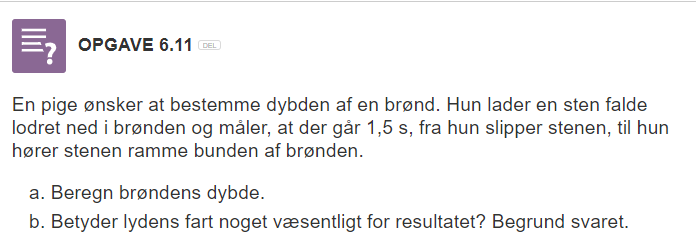 OPGAVE 6.11 DEL
En pige ønsker at bestemme dybden af en brønd. Hun lader en sten falde
lodret ned i brønden og måler, at der går 1,5 s, fra hun slipper stenen, til hun
hører stenen ramme bunden af brønden.
a. Beregn brøndens dybde.
b. Betyder lydens fart noget væsentligt for resultatet? Begrund svaret.